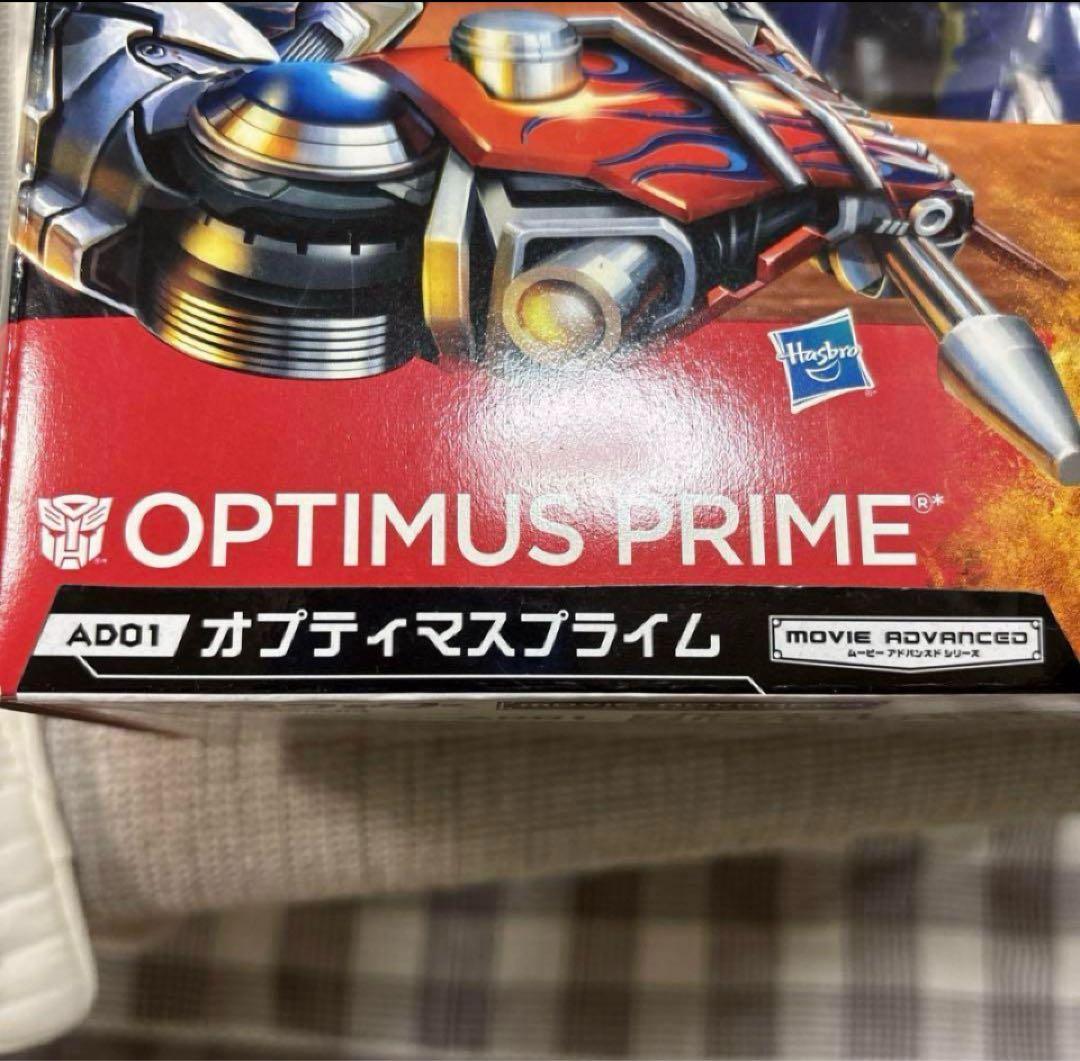 Hasbro
OPTIMUS PRIME®*
AD01 オプティマスプライム
MOVIE ADVANCED
ムービー アドバンスド シリーズ